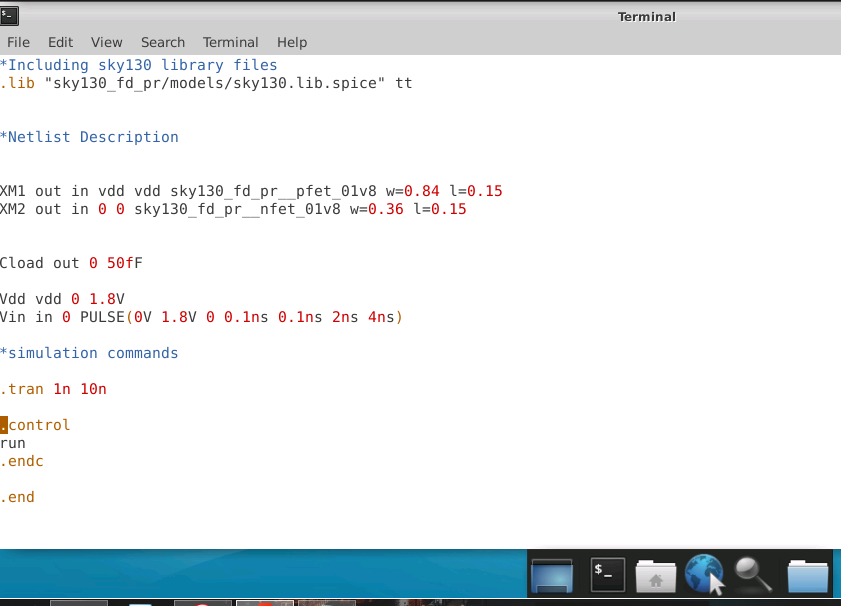 Terminal
File Edit View Search Terminal Help
*Including sky130 library files
.lib "sky130_fd_pr/models/sky130.lib.spice" tt
*Netlist Description
XM1 out in vdd vdd sky130_fd_pr__pfet_01v8 w=0.84 l=0.15
XM2 out in 0 0 sky130_fd_pr__nfet_01v8 w=0.36 l=0.15
Cload out 0 50fF
Vdd vdd 0 1.8V
Vin in 0 PULSE(0V 1.8V 0 0.1ns 0.1ns 2ns 4ns)
*simulation commands
.tran 1n 10n
.control
run
.endc
.end